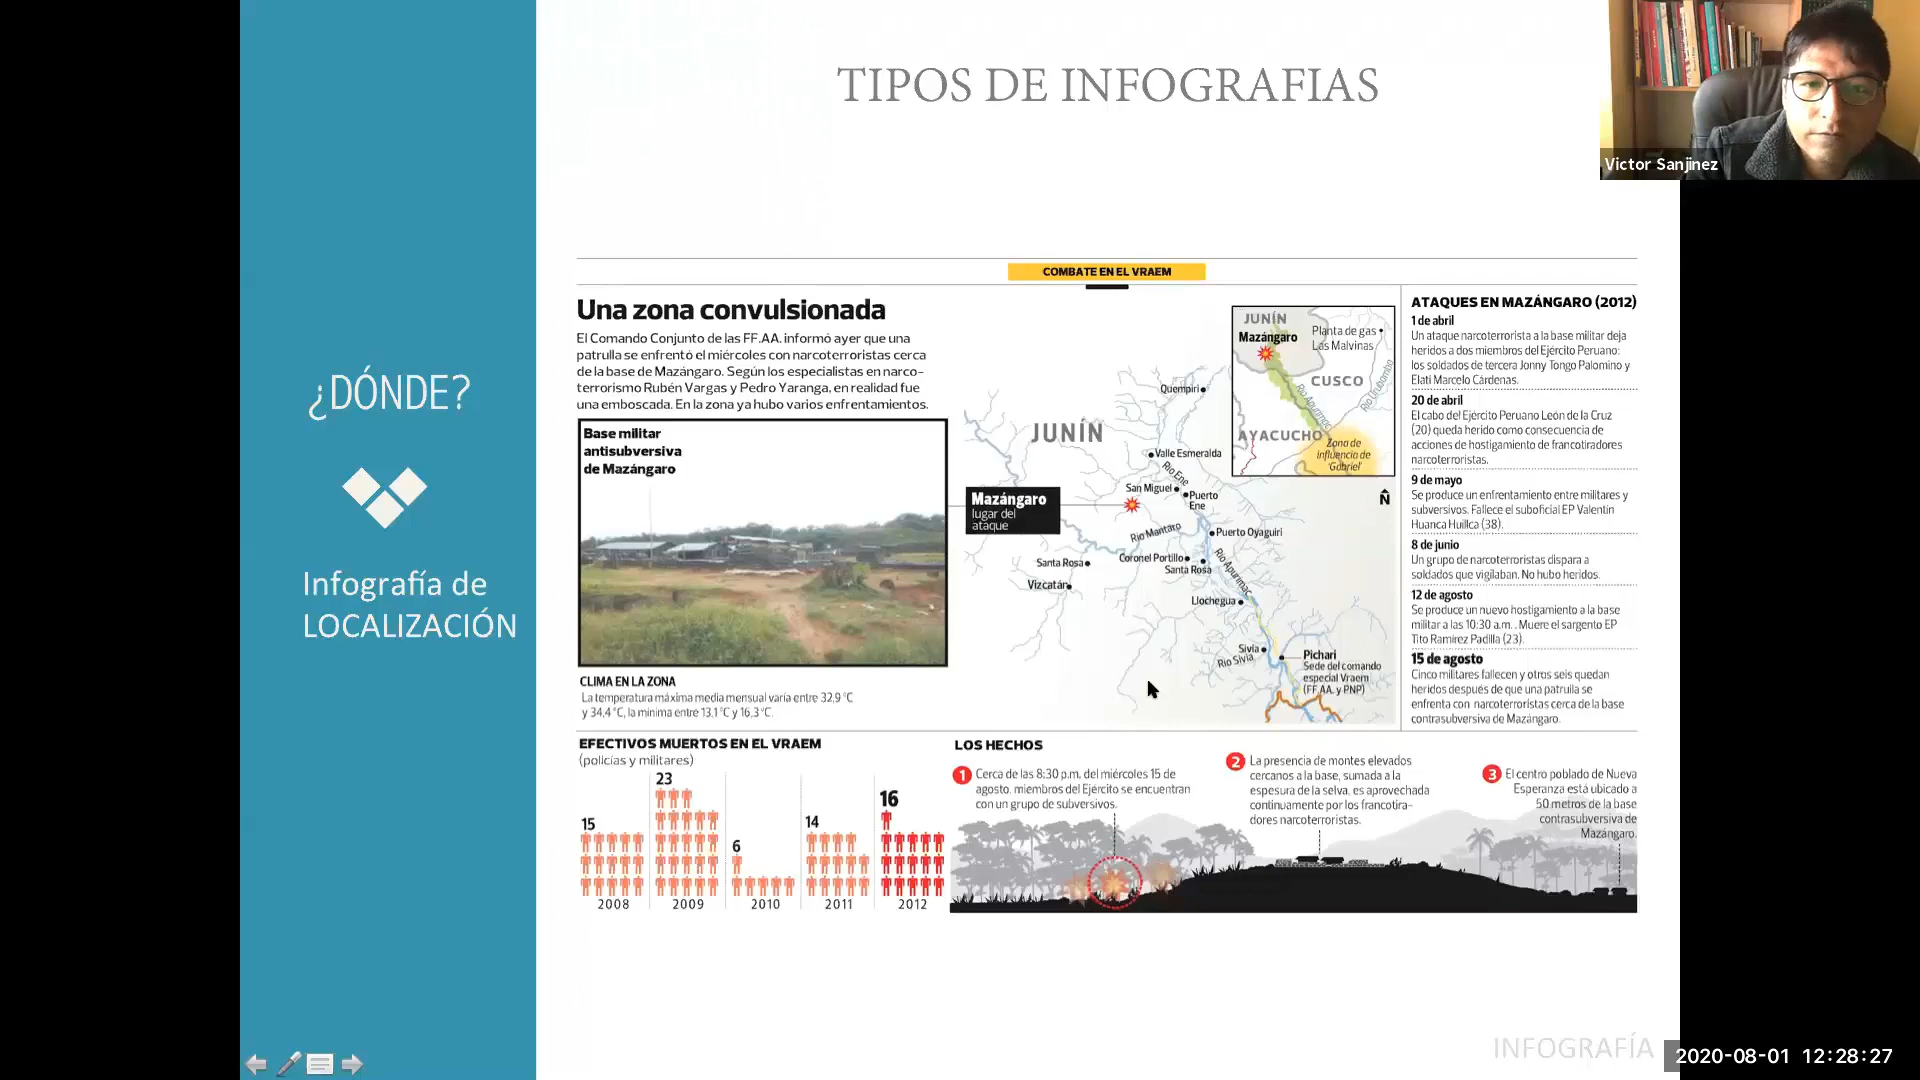 TIPOS DE INFOGRAFIAS
Victor Sanjinez
¿DÓNDE?
Infografía de
LOCALIZACIÓN
COMBATE EN EL VRAEM
Una zona convulsionada
El Comando Conjunto de las FF.AA. informó ayer que una
patrulla se enfrentó el miércoles con narcoterroristas cerca
de la base de Mazángaro. Según los especialistas en narco-
terrorismo Rubén Vargas y Pedro Yaranga, en realidad fue
una emboscada. En la zona ya hubo varios enfrentamientos.
Base militar
antisubversiva
de Mazángaro
CLIMA EN LA ZONA
La temperatura máxima media mensual varía entre 32,9 °C
y 34,4 °C, la mínima entre 13,1 °C y 16,3 °C.
JUNÍN
Quempiri
Valle Esmeralda
Río Ene
San Miguel
Puerto
Ene
Mazángaro
lugar del
ataque
Río Mantaro
Puerto Oyaguiri
Coronel Portillo
Santa Rosa
Santa Rosa
Vizcatán
Río Apurímac
Llochegua
Sivia
Río Sivia
Pichari
Sede del comando
especial Vraem
(FF.AA. y PNP)
JUNÍN
Mazángaro
Planta de gas
Las Malvinas
CUSCO
Río Urubamba
Río Apurímac
AYACUCHO
Zona de
influencia de
'Gabriel'
N
ATAQUES EN MAZÁNGARO (2012)
1 de abril
Un ataque narcoterrorista a la base militar deja
heridos a dos miembros del Ejército Peruano:
los soldados de tercera Jonny Tongo Palomino y
Elati Marcelo Cárdenas.
20 de abril
El cabo del Ejército Peruano León de la Cruz
(20) queda herido como consecuencia de
acciones de hostigamiento de francotiradores
narcoterroristas.
9 de mayo
Se produce un enfrentamiento entre militares y
subversivos. Fallece el suboficial EP Valentín
Huanca Huillca (38).
8 de junio
Un grupo de narcoterroristas dispara a
soldados que vigilaban. No hubo heridos.
12 de agosto
Se produce un nuevo hostigamiento a la base
militar a las 10:30 a.m. . Muere el sargento EP
Tito Ramírez Padilla (23).
15 de agosto
Cinco militares fallecen y otros seis quedan
heridos después de que una patrulla se
enfrenta con narcoterroristas cerca de la base
contrasubversiva de Mazángaro.
EFECTIVOS MUERTOS EN EL VRAEM
(policías y militares)
15
23
6
14
16
2008
2009
2010
2011
2012
LOS HECHOS
1 Cerca de las 8:30 p.m. del miércoles 15 de
agosto, miembros del Ejército se encuentran
con un grupo de subversivos.
2 La presencia de montes elevados
cercanos a la base, sumada a la
espesura de la selva, es aprovechada
continuamente por los francotira-
dores narcoterroristas.
3 El centro poblado de Nueva
Esperanza está ubicado a
50 metros de la base
contrasubversiva de
Mazángaro.
INFOGRAFÍA
2020-08-01 12:28:27